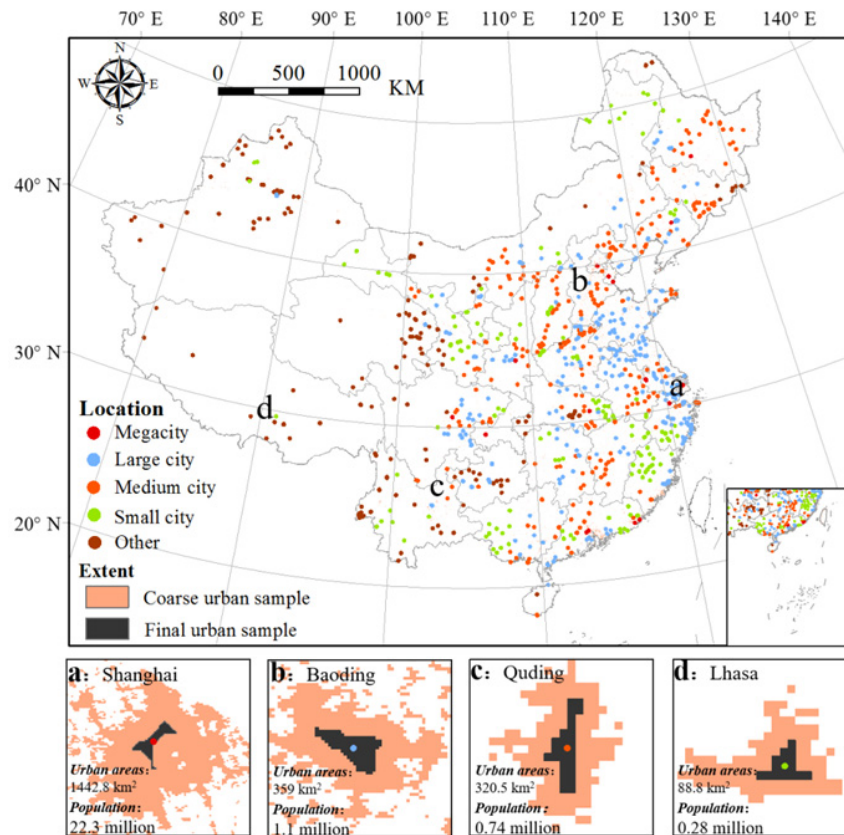 70° E 80° E 90° E 100° E 110° E 120° E 130° E 140° E
N
W E
S
0 500 1000
KM
40° N
30° N
20° N
b
a
d
c
Location
Megacity
Large city
Medium city
Small city
Other
Extent
Coarse urban sample
Final urban sample
a: Shanghai
Urban areas:
1442.8 km²
Population:
22.3 million
b: Baoding
Urban areas:
359 km²
Population:
1.1 million
c: Quding
Urban areas:
320.5 km²
Population:
0.74 million
d: Lhasa
Urban areas:
88.8 km²
Population:
0.28 million